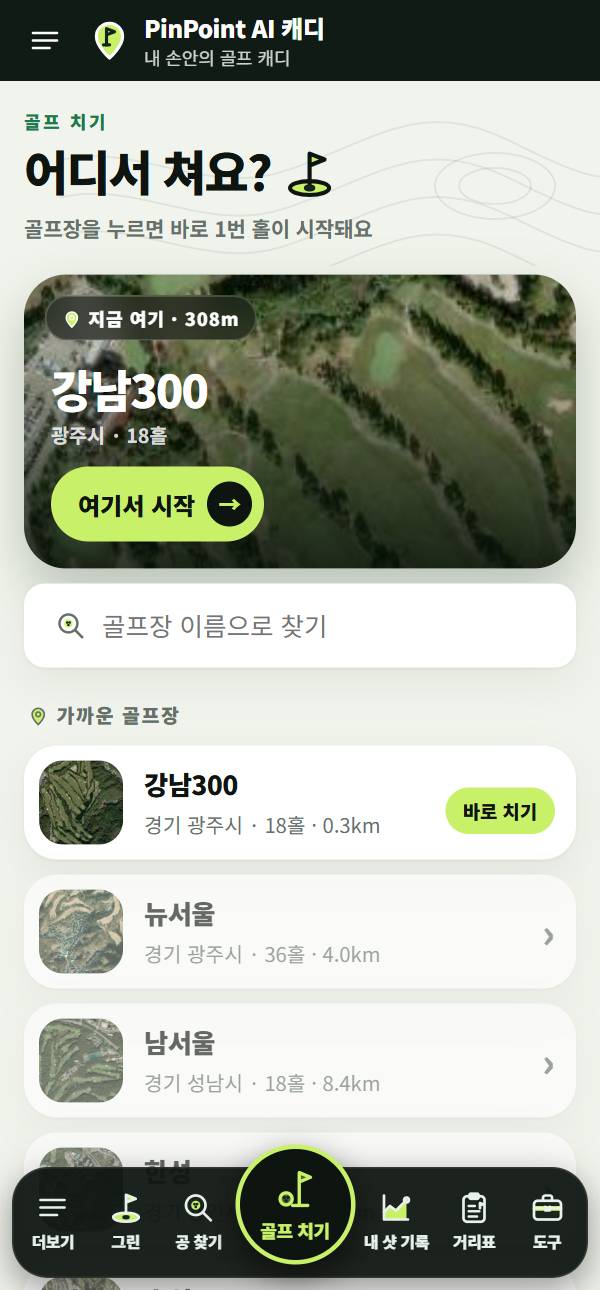 PinPoint AI 캐디
내 손안의 골프 캐디
골프 치기
어디서 쳐요?
골프장을 누르면 바로 1번 홀이 시작돼요
지금 여기 · 308m
강남300
광주시 · 18홀
여기서 시작 →
골프장 이름으로 찾기
가까운 골프장
강남300
경기 광주시 · 18홀 · 0.3km
바로 치기
뉴서울
경기 광주시 · 36홀 · 4.0km
남서울
경기 성남시 · 18홀 · 8.4km
한성
더보기
그린
공 찾기
골프 치기
내 샷 기록
거리표
도구